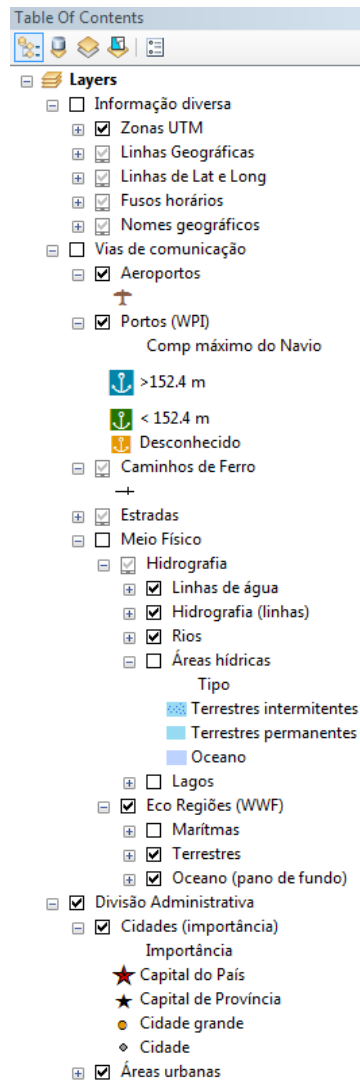 Table Of Contents
Layers
Informação diversa
Zonas UTM
Linhas Geográficas
Linhas de Lat e Long
Fusos horários
Nomes geográficos
Vias de comunicação
Aeroportos
Portos (WPI)
Comp máximo do Navio
>152.4 m
< 152.4 m
Desconhecido
Caminhos de Ferro
Estradas
Meio Físico
Hidrografia
Linhas de água
Hidrografia (linhas)
Rios
Áreas hídricas
Tipo
Terrestres intermitentes
Terrestres permanentes
Oceano
Lagos
Eco Regiões (WWF)
Marítmas
Terrestres
Oceano (pano de fundo)
Divisão Administrativa
Cidades (importância)
Importância
Capital do País
Capital de Província
Cidade grande
Cidade
Áreas urbanas